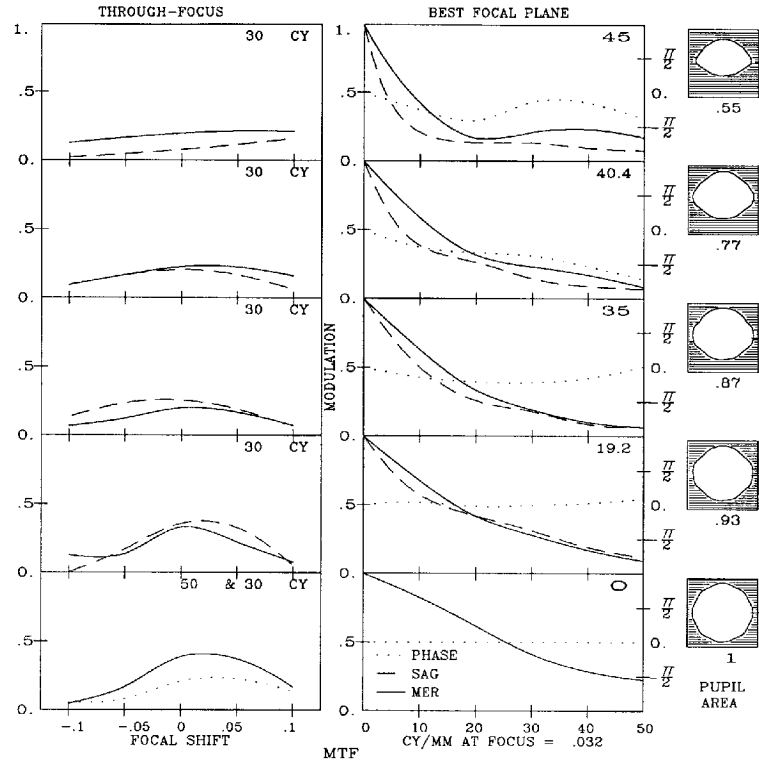 THROUGH-FOCUS
BEST FOCAL PLANE
1.
30 CY
45
π/2
.5
0.
-π/2
0.
.55
30 CY
40.4
π/2
.5
.5
0.
-π/2
0.
.77
30 CY
35
π/2
.5
.5
0.
-π/2
0.
.87
MODULATION
30 CY
19.2
π/2
.5
.5
0.
-π/2
0.
.93
50 & 30 CY
0
π/2
.5
.5
0.
-π/2
0.
0.
1
PHASE
SAG
MER
PUPIL
AREA
-.1 -.05 0 .05 .1
0 10 20 30 40 50
FOCAL SHIFT
CY/MM AT FOCUS = .032
MTF